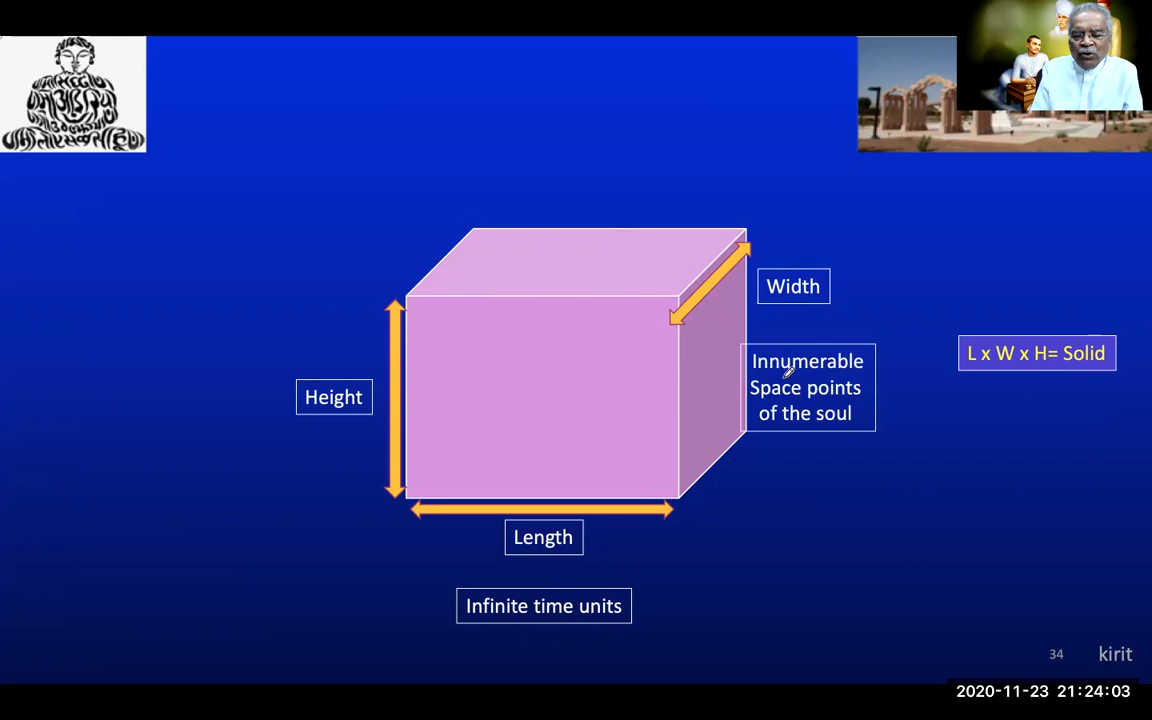 Width
Innumerable
Space points
of the soul
L x W x H= Solid
Height
Length
Infinite time units
34
kirit
2020-11-23 21:24:03